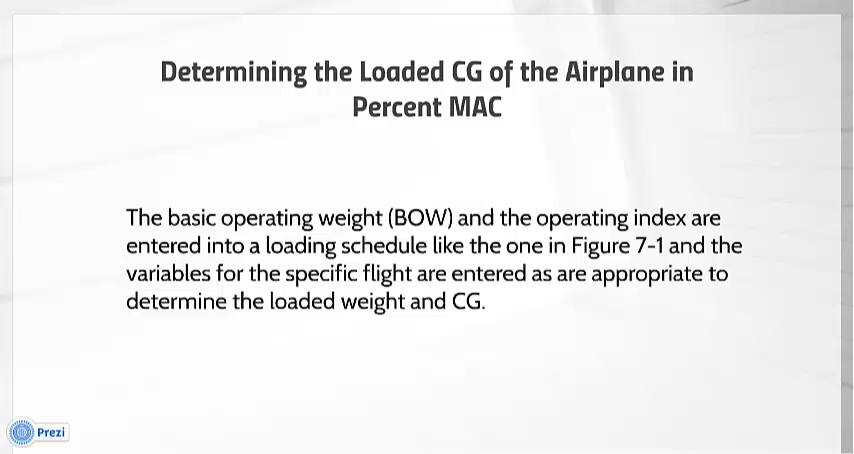 Determining the Loaded CG of the Airplane in
Percent MAC
The basic operating weight (BOW) and the operating index are
entered into a loading schedule like the one in Figure 7-1 and the
variables for the specific flight are entered as are appropriate to
determine the loaded weight and CG.
Prezi